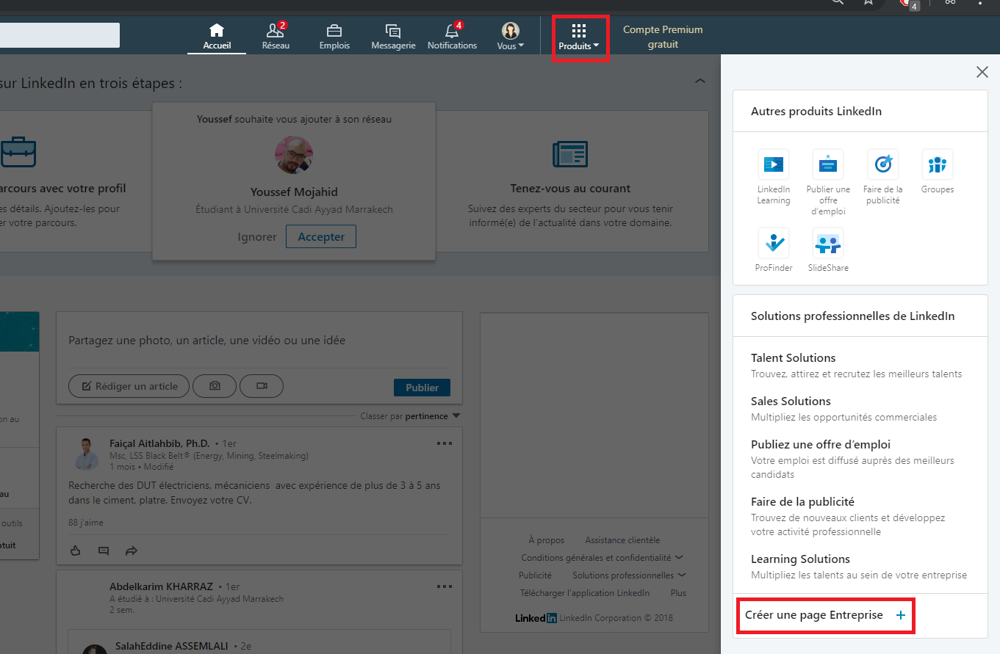 4
Accueil
2
Réseau
Emplois
Messagerie
4
Notifications
Vous
Produits
Compte Premium
gratuit
sur LinkedIn en trois étapes :
parcours avec votre profil
es détails. Ajoutez-les pour
er votre parcours.
Youssef souhaite vous ajouter à son réseau
Youssef Mojahid
Étudiant à Université Cadi Ayyad Marrakech
Ignorer
Accepter
Tenez-vous au courant
Suivez des experts du secteur pour vous tenir
informé(e) de l'actualité dans votre domaine.
on au
au
outils
atuit
Partagez une photo, un article, une vidéo ou une idée
Rédiger un article
Publier
Classer par pertinence
Faiçal Aitlahbib, Ph.D. • 1er
Msc, LSS Black Belt® (Energy, Mining, Steelmaking)
1 mois • Modifié
Recherche des DUT électriciens, mécaniciens avec expérience de plus de 3 à 5 ans
dans le ciment, platre. Envoyez votre CV.
88 j'aime
Abdelkarim KHARRAZ • 1er
A étudié à : Université Cadi Ayyad Marrakech
2 sem.
SalahEddine ASSEMLALI • 2e
À propos Assistance clientèle
Conditions générales et confidentialité
Publicité Solutions professionnelles
Télécharger l'application LinkedIn Plus
Linked in LinkedIn Corporation © 2018
Autres produits LinkedIn
LinkedIn
Learning
Publier une
offre
d'emploi
Faire de la
publicité
Groupes
ProFinder
SlideShare
Solutions professionnelles de LinkedIn
Talent Solutions
Trouvez, attirez et recrutez les meilleurs talents
Sales Solutions
Multipliez les opportunités commerciales
Publiez une offre d'emploi
Votre emploi est diffusé auprès des meilleurs
candidats
Faire de la publicité
Trouvez de nouveaux clients et développez
votre activité professionnelle
Learning Solutions
Multipliez les talents au sein de votre entreprise
Créer une page Entreprise +